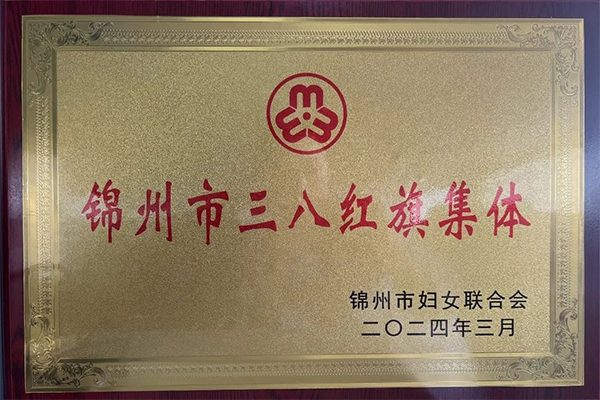 锦州市三八红旗集体
锦州市妇女联合会
二〇二四年三月